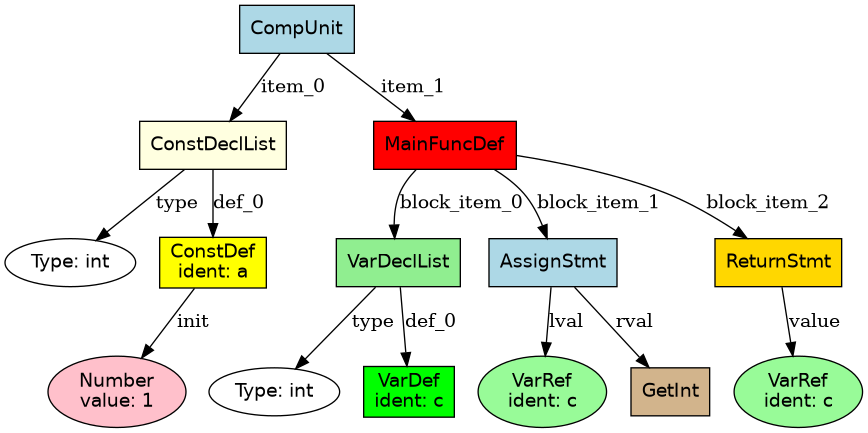 CompUnit
item_0
item_1
ConstDeclList
MainFuncDef
type
def_0
block_item_0
block_item_1
block_item_2
Type: int
ConstDef
ident: a
VarDeclList
AssignStmt
ReturnStmt
init
type
def_0
lval
rval
value
Number
value: 1
Type: int
VarDef
ident: c
VarRef
ident: c
GetInt
VarRef
ident: c